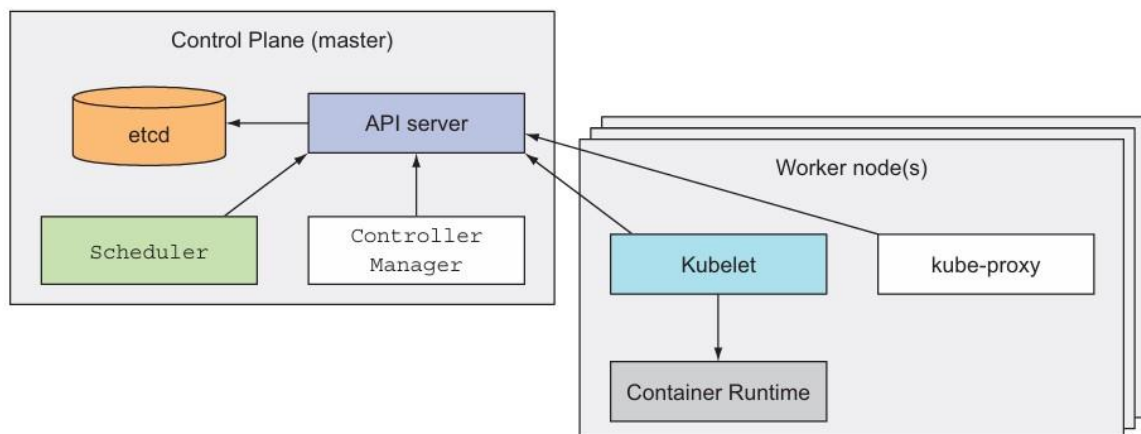 Control Plane (master)
etcd
API server
Scheduler
Controller
Manager
Worker node(s)
Kubelet
kube-proxy
Container Runtime